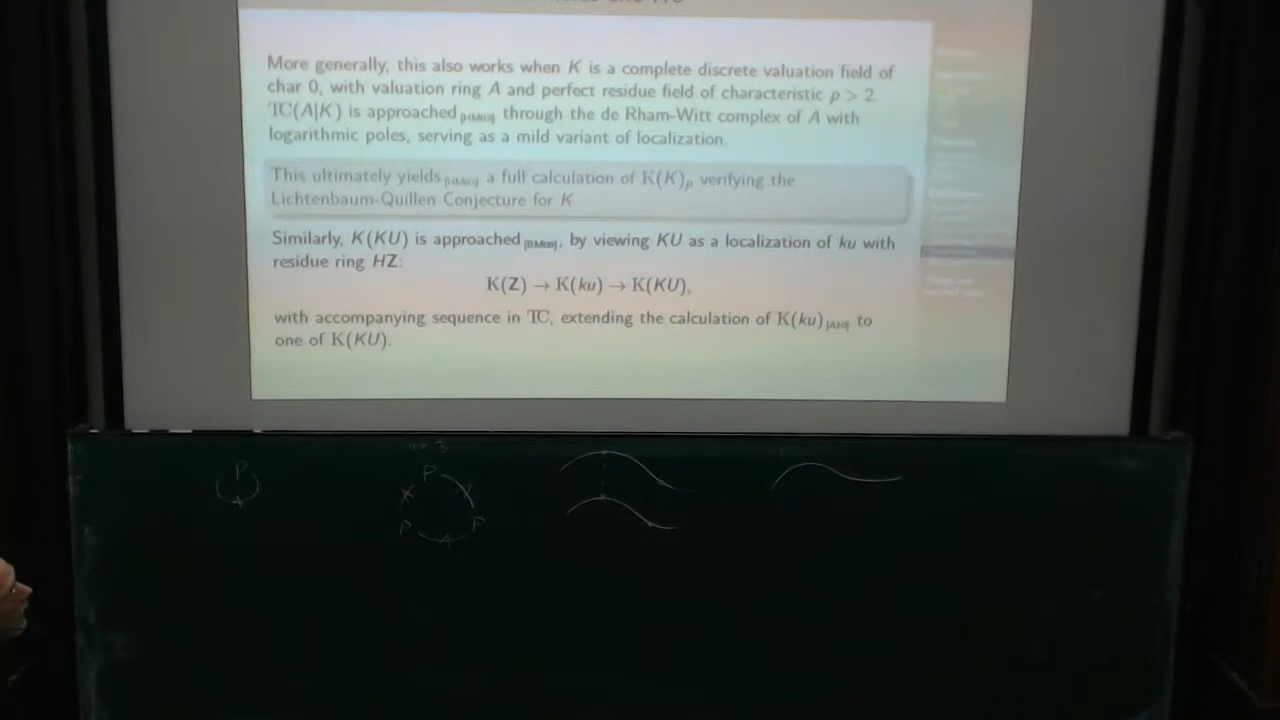 More generally, this also works when K is a complete discrete valuation field of
char 0, with valuation ring A and perfect residue field of characteristic p > 2.
TC(A|K) is approached [HM03] through the de Rham-Witt complex of A with
logarithmic poles, serving as a mild variant of localization.
This ultimately yields [HM03] a full calculation of K(K)ₚ verifying the
Lichtenbaum-Quillen Conjecture for K
Similarly, K(KU) is approached [BM08], by viewing KU as a localization of ku with
residue ring HZ:
K(Z) → K(ku) → K(KU),
with accompanying sequence in TC, extending the calculation of K(ku) to
one of K(KU).
P
3
P
P P